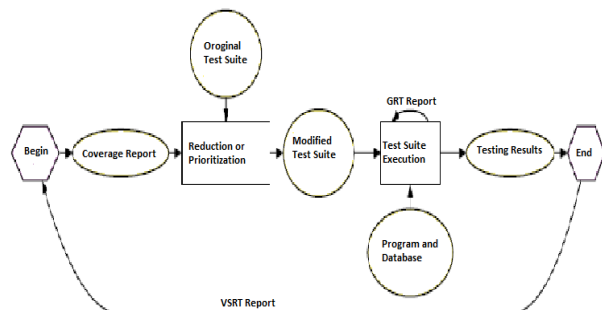 Oroginal
Test Suite
GRT Report
Begin
Coverage Report
Reduction or
Prioritization
Modified
Test Suite
Test Suite
Execution
Testing Results
End
Program and
Database
VSRT Report